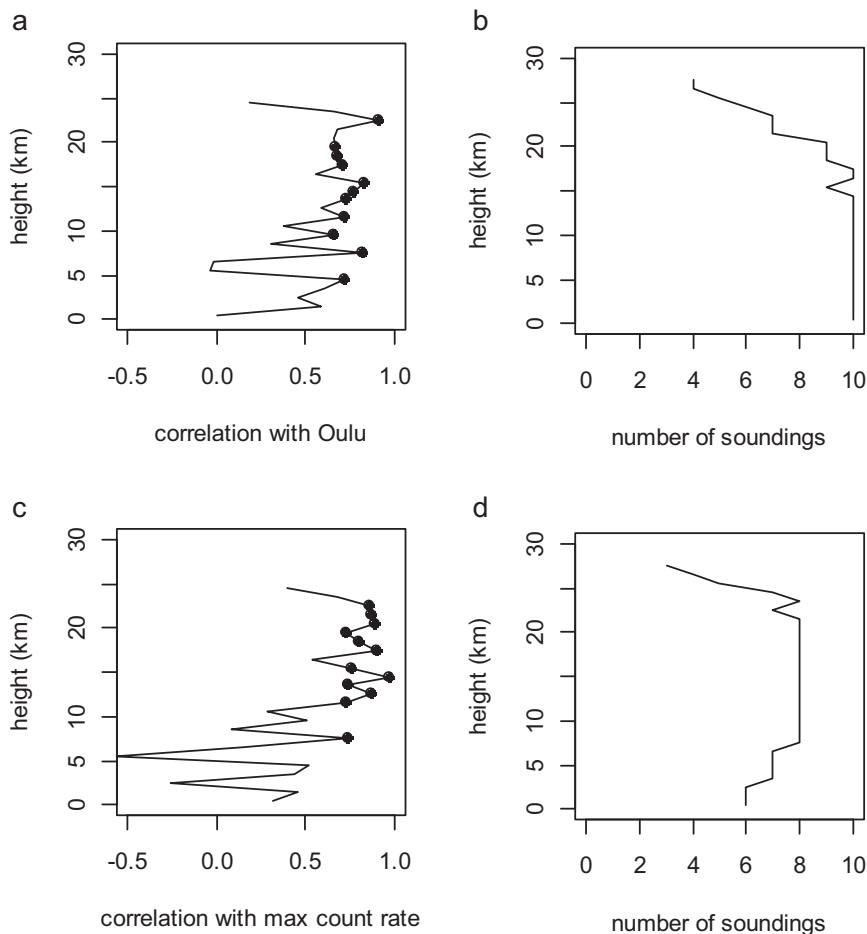 a
height (km)
0 5 10 20 30
-0.5 0.0 0.5 1.0
correlation with Oulu
b
height (km)
0 5 10 20 30
0 2 4 6 8 10
number of soundings
c
height (km)
0 5 10 20 30
-0.5 0.0 0.5 1.0
correlation with max count rate
d
height (km)
0 5 10 20 30
0 2 4 6 8 10
number of soundings